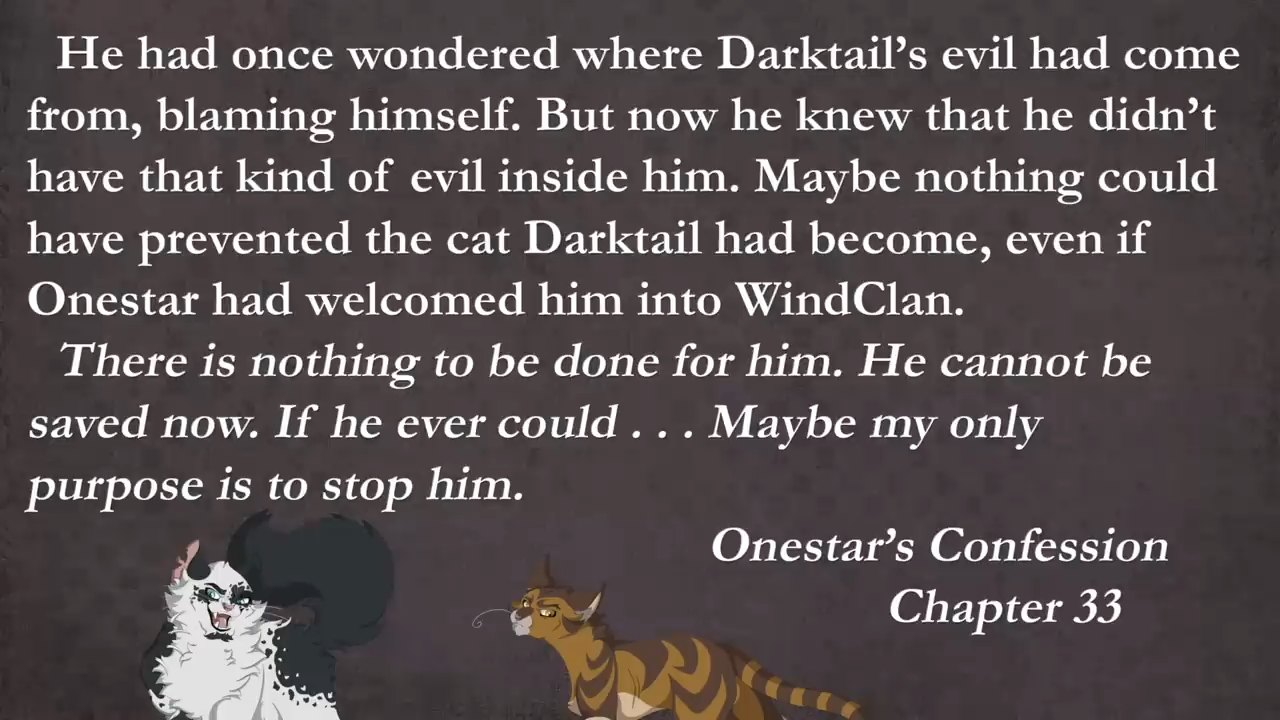 He had once wondered where Darktail’s evil had come
from, blaming himself. But now he knew that he didn’t
have that kind of evil inside him. Maybe nothing could
have prevented the cat Darktail had become, even if
Onestar had welcomed him into WindClan.
There is nothing to be done for him. He cannot be
saved now. If he ever could . . . Maybe my only
purpose is to stop him.
Onestar’s Confession
Chapter 33